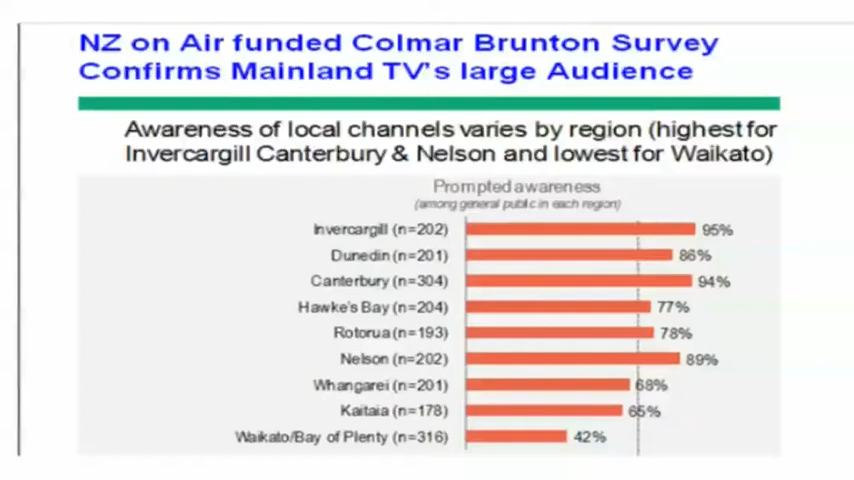 NZ on Air funded Colmar Brunton Survey
Confirms Mainland TV's large Audience
Awareness of local channels varies by region (highest for
Invercargill Canterbury & Nelson and lowest for Waikato)
Prompted awareness
(among general public in each region)
Invercargill (n=202) 95%
Dunedin (n=201) 86%
Canterbury (n=304) 94%
Hawke's Bay (n=204) 77%
Rotorua (n=193) 78%
Nelson (n=202) 89%
Whangarei (n=201) 68%
Kaitaia (n=178) 65%
Waikato/Bay of Plenty (n=316) 42%